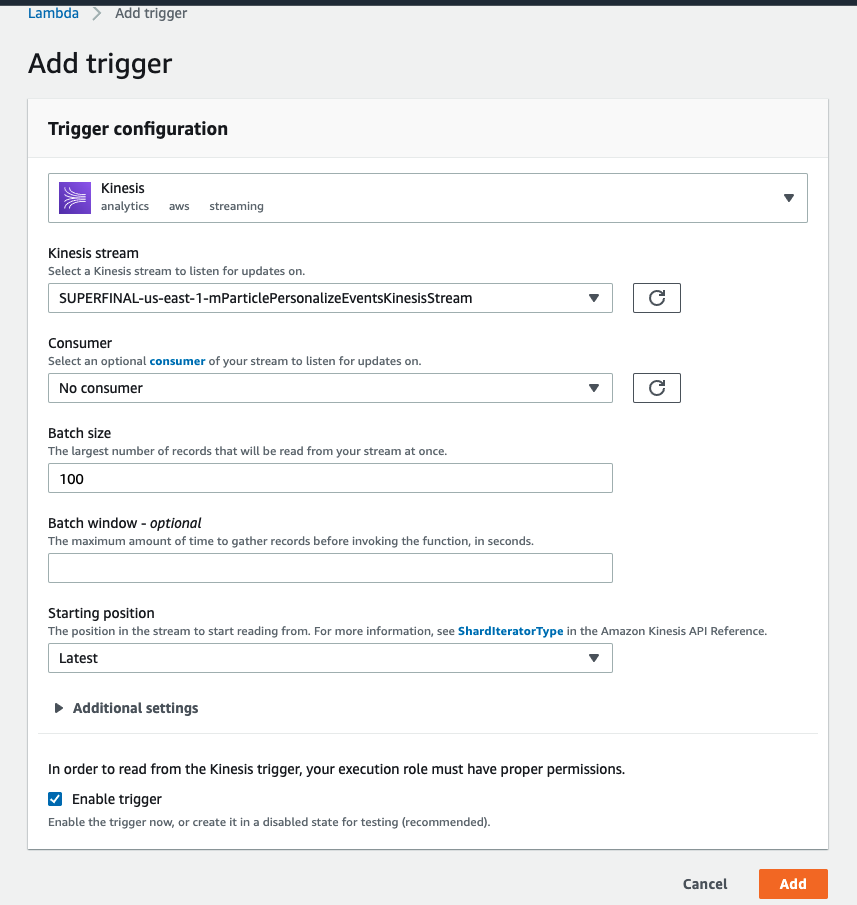 Lambda > Add trigger
Add trigger
Trigger configuration
Kinesis
analytics aws streaming
Kinesis stream
Select a Kinesis stream to listen for updates on.
SUPERFINAL-us-east-1-mParticlePersonalizeEventsKinesisStream
Consumer
Select an optional consumer of your stream to listen for updates on.
No consumer
Batch size
The largest number of records that will be read from your stream at once.
100
Batch window - optional
The maximum amount of time to gather records before invoking the function, in seconds.
Starting position
The position in the stream to start reading from. For more information, see ShardIteratorType in the Amazon Kinesis API Reference.
Latest
Additional settings
In order to read from the Kinesis trigger, your execution role must have proper permissions.
Enable trigger
Enable the trigger now, or create it in a disabled state for testing (recommended).
Cancel Add